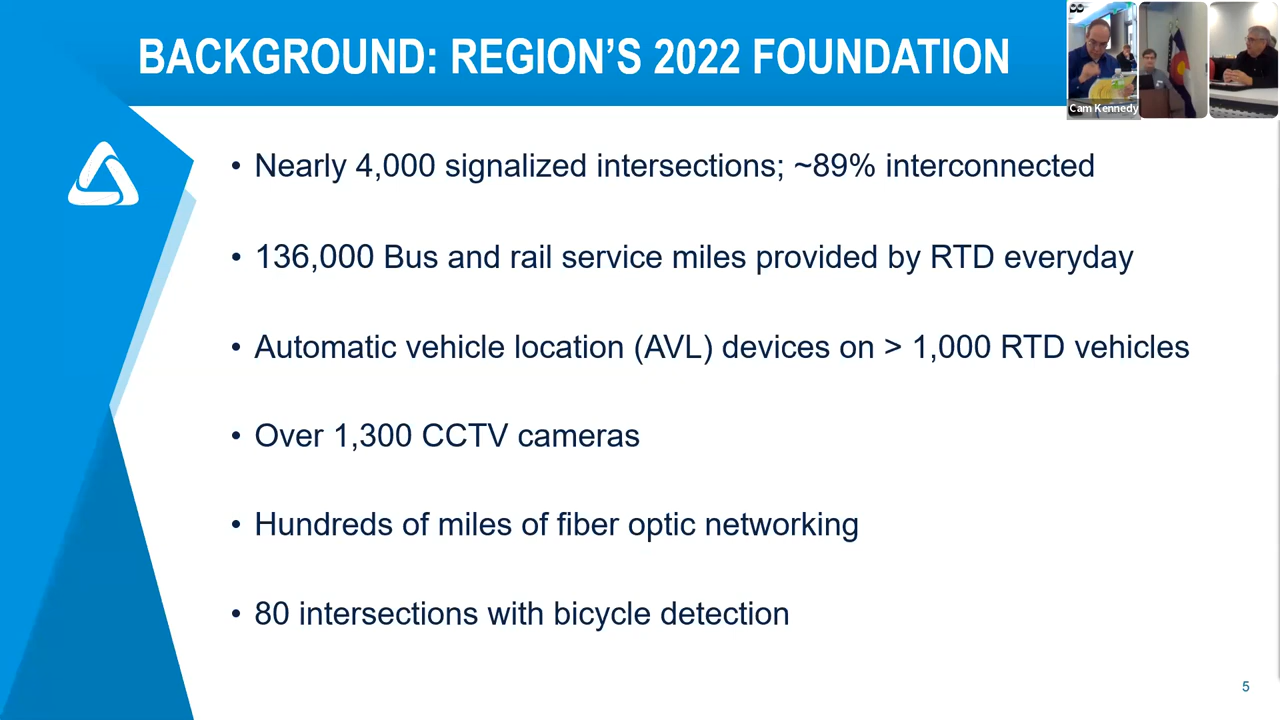 BACKGROUND: REGION’S 2022 FOUNDATION
Cam Kennedy
• Nearly 4,000 signalized intersections; ~89% interconnected
• 136,000 Bus and rail service miles provided by RTD everyday
• Automatic vehicle location (AVL) devices on > 1,000 RTD vehicles
• Over 1,300 CCTV cameras
• Hundreds of miles of fiber optic networking
• 80 intersections with bicycle detection
5